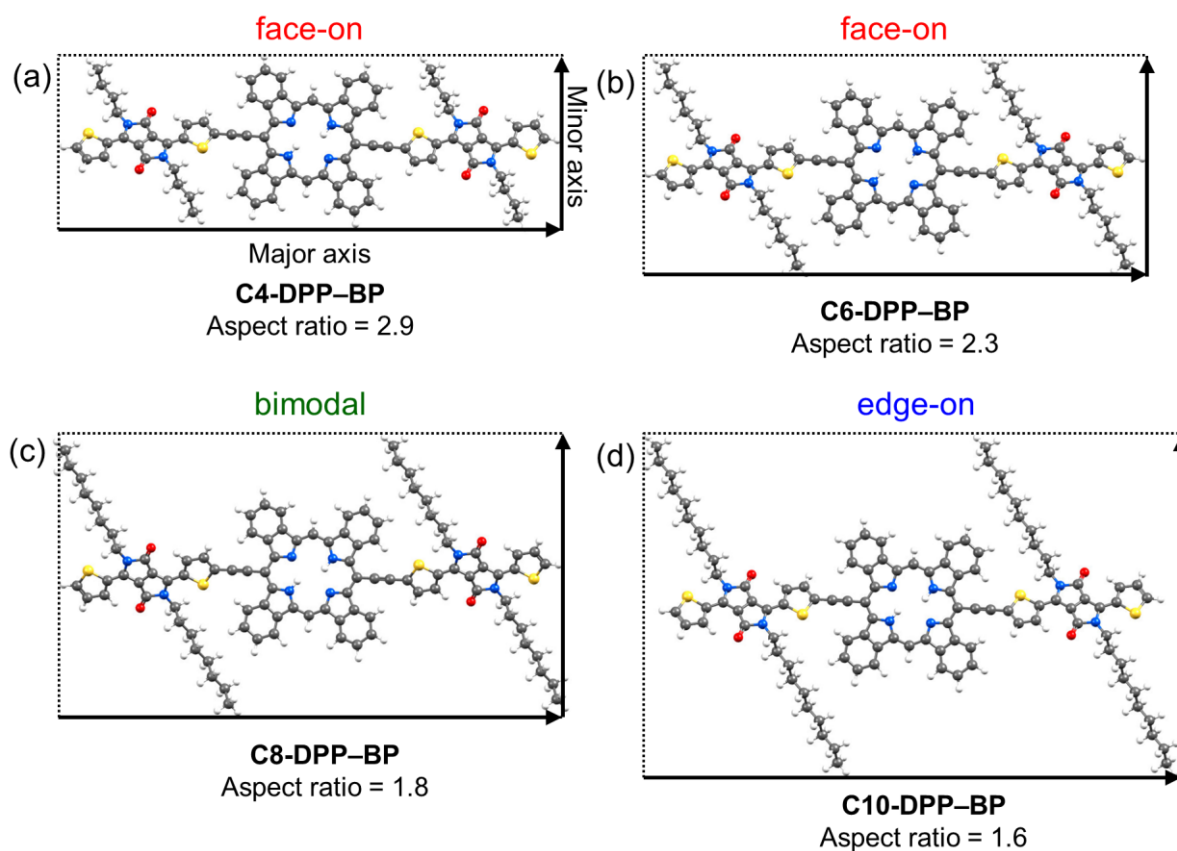 face-on
(a)
Minor axis
Major axis
C4-DPP–BP
Aspect ratio = 2.9
face-on
(b)
C6-DPP–BP
Aspect ratio = 2.3
bimodal
(c)
C8-DPP–BP
Aspect ratio = 1.8
edge-on
(d)
C10-DPP–BP
Aspect ratio = 1.6